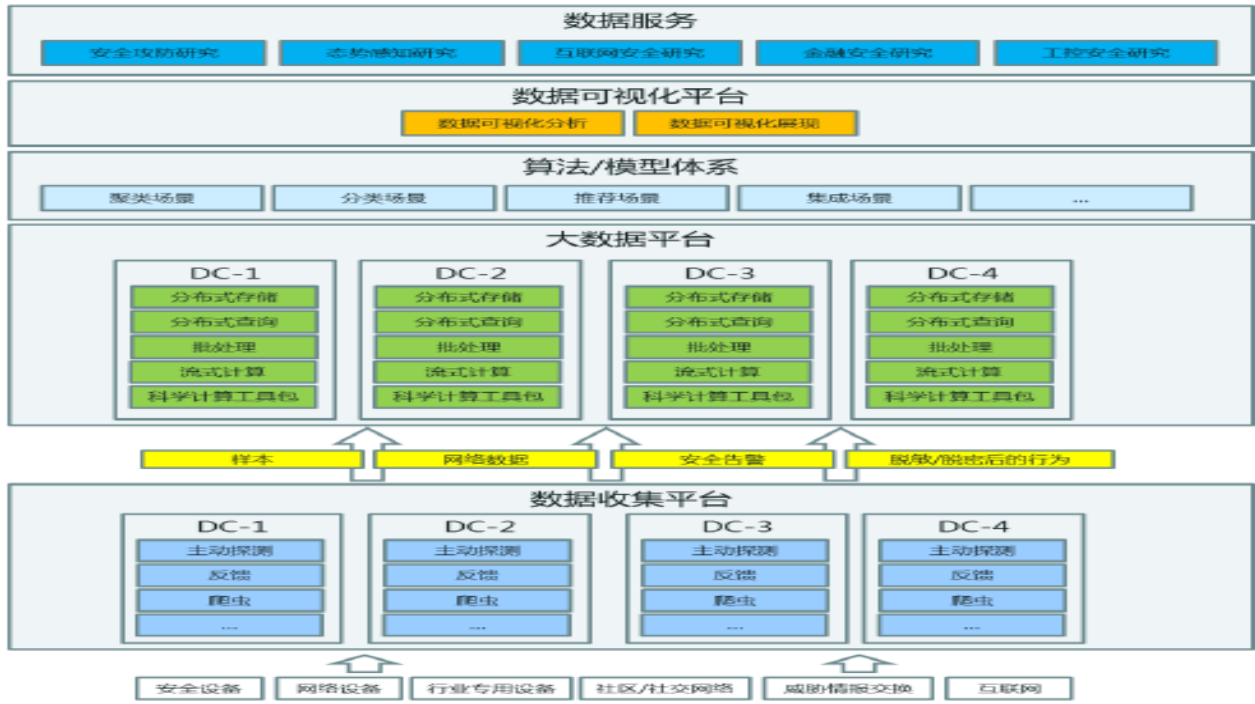 数据服务
安全攻防研究 态势感知研究 互联网安全研究 金融安全研究 工控安全研究
数据可视化平台
数据可视化分析 数据可视化展现
算法/模型体系
聚类场景 分类场景 推荐场景 集成场景 ...
大数据平台
DC-1 DC-2 DC-3 DC-4
分布式存储 分布式存储 分布式存储 分布式存储
分布式查询 分布式查询 分布式查询 分布式查询
批处理 批处理 批处理 批处理
流式计算 流式计算 流式计算 流式计算
科学计算工具包 科学计算工具包 科学计算工具包 科学计算工具包
样本 网络数据 安全告警 脱敏/脱密后的行为
数据收集平台
DC-1 DC-2 DC-3 DC-4
主动探测 主动探测 主动探测 主动探测
反馈 反馈 反馈 反馈
爬虫 爬虫 爬虫 爬虫
... ... ... ...
安全设备 网络设备 行业专用设备 社区/社交网络 威胁情报交换 互联网